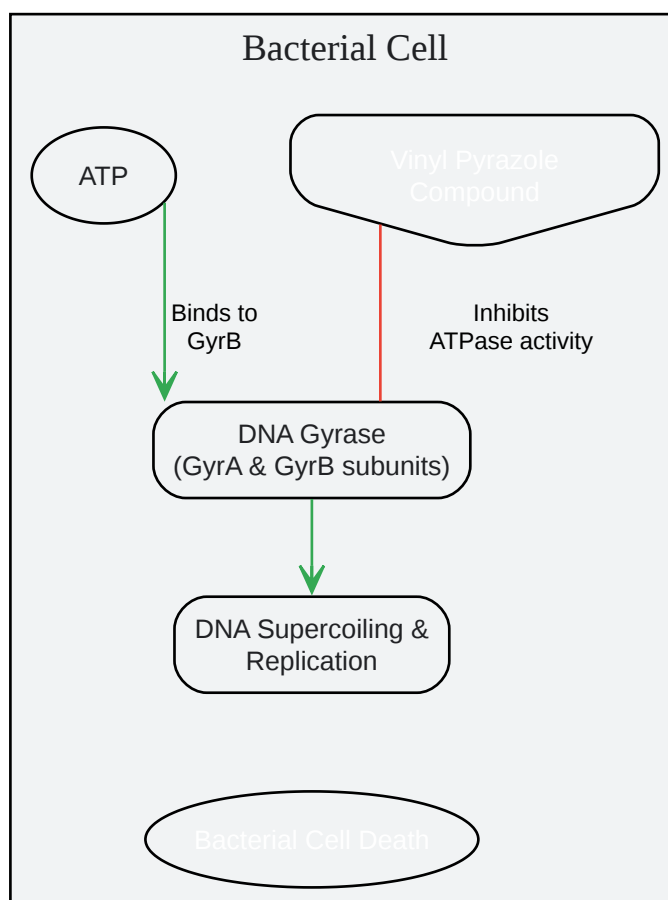 Bacterial Cell
ATP
Vinyl Pyrazole
Compound
Binds to
GyrB
Inhibits
ATPase activity
DNA Gyrase
(GyrA & GyrB subunits)
DNA Supercoiling &
Replication
Bacterial Cell Death